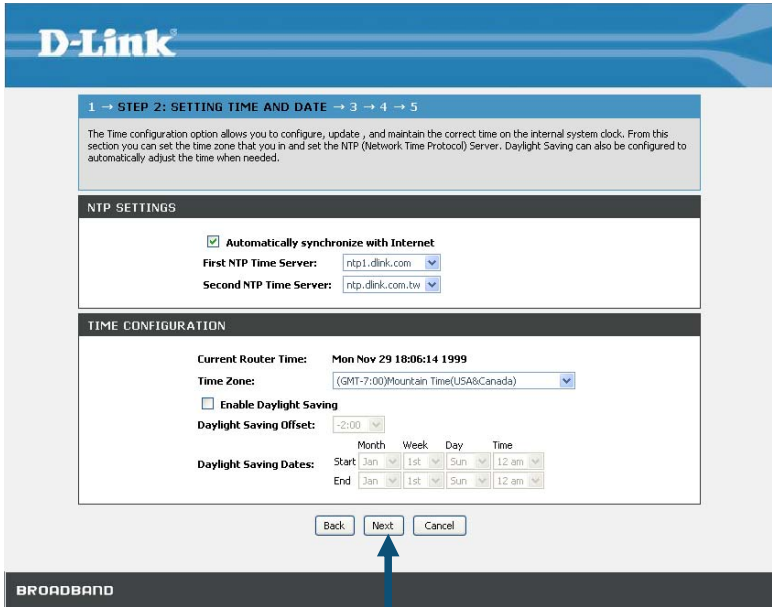 D-Link
1 → STEP 2: SETTING TIME AND DATE → 3 → 4 → 5
The Time configuration option allows you to configure, update , and maintain the correct time on the internal system clock. From this
section you can set the time zone that you in and set the NTP (Network Time Protocol) Server. Daylight Saving can also be configured to
automatically adjust the time when needed.
NTP SETTINGS
Automatically synchronize with Internet
First NTP Time Server: ntp1.dlink.com
Second NTP Time Server: ntp.dlink.com.tw
TIME CONFIGURATION
Current Router Time: Mon Nov 29 18:06:14 1999
Time Zone: (GMT-7:00)Mountain Time(USA&Canada)
Enable Daylight Saving
Daylight Saving Offset: -2:00
Month Week Day Time
Daylight Saving Dates: Start Jan 1st Sun 12 am
End Jan 1st Sun 12 am
Back Next Cancel
BROADBAND